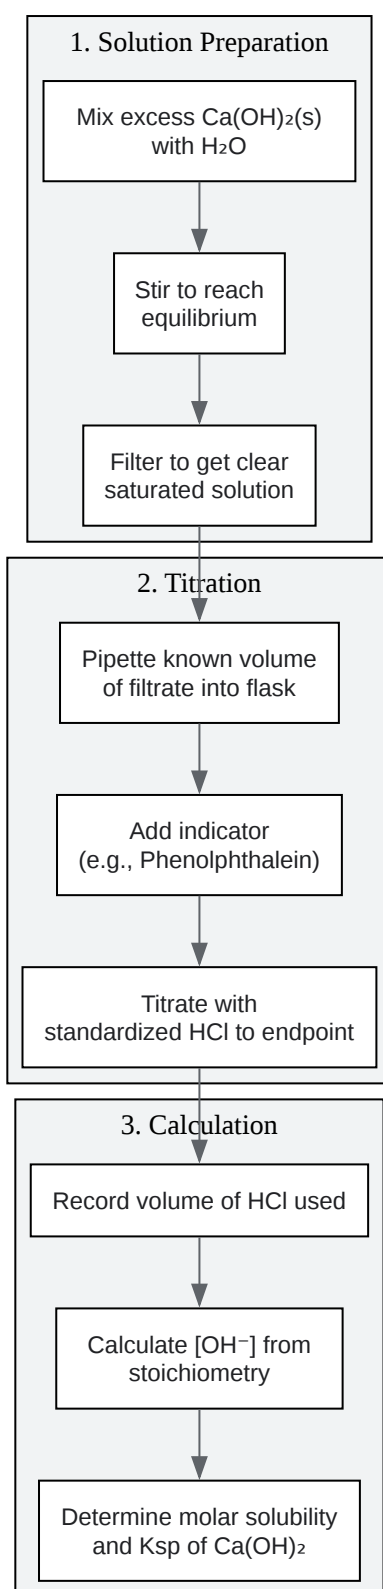 1. Solution Preparation
Mix excess Ca(OH)₂(s)
with H₂O
Stir to reach
equilibrium
Filter to get clear
saturated solution
2. Titration
Pipette known volume
of filtrate into flask
Add indicator
(e.g., Phenolphthalein)
Titrate with
standardized HCl to endpoint
3. Calculation
Record volume of HCl used
Calculate [OH⁻] from
stoichiometry
Determine molar solubility
and Ksp of Ca(OH)₂